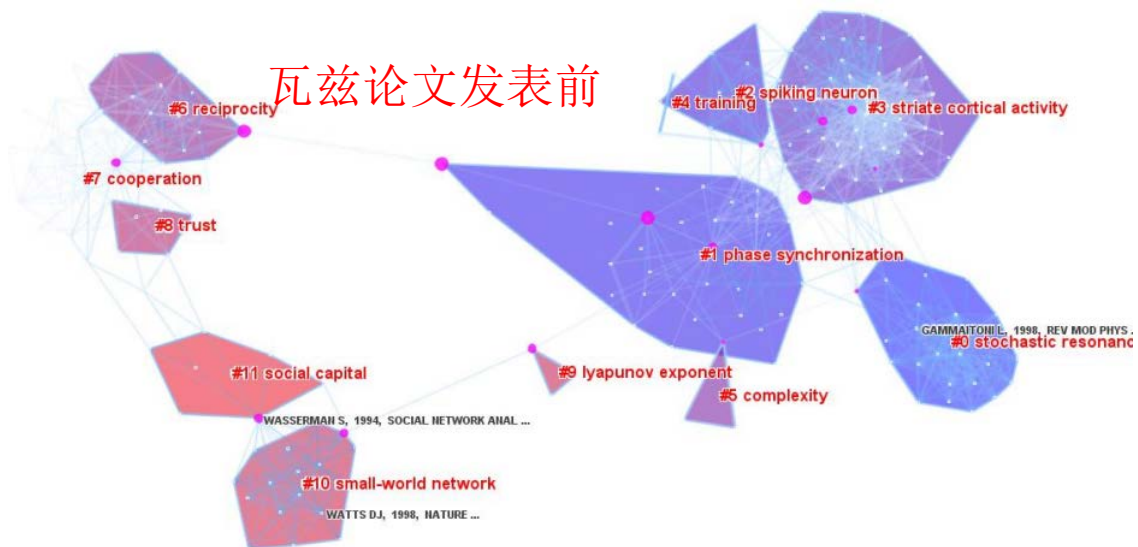 瓦兹论文发表前
#6 reciprocity
#7 cooperation
#8 trust
#4 training
#2 spiking neuron
#3 striate cortical activity
#1 phase synchronization
GAMMAITONI L, 1998, REV MOD PHYS ...
#0 stochastic resonanc
#9 lyapunov exponent
#5 complexity
#11 social capital
WASSERMAN S, 1994, SOCIAL NETWORK ANAL ...
#10 small-world network
WATTS DJ, 1998, NATURE ...